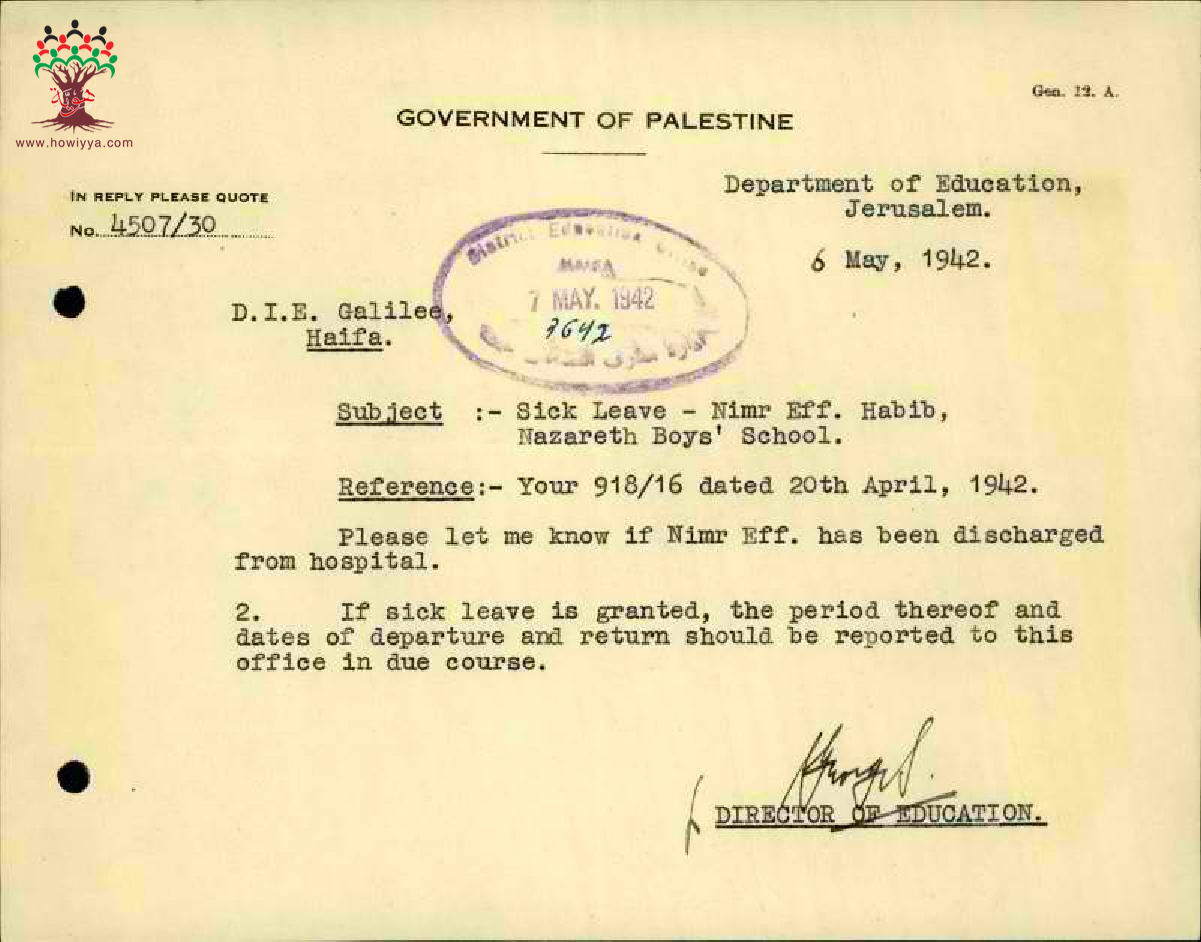 www.howiyya.com
Gen. 12. A.
GOVERNMENT OF PALESTINE
IN REPLY PLEASE QUOTE
No. 4507/30
Department of Education,
Jerusalem.
6 May, 1942.
District Education Office
HAIFA
7 MAY. 1942
7642
D.I.E. Galilee,
Haifa.
Subject :- Sick Leave - Nimr Eff. Habib,
Nazareth Boys' School.
Reference:- Your 918/16 dated 20th April, 1942.
Please let me know if Nimr Eff. has been discharged
from hospital.
2. If sick leave is granted, the period thereof and
dates of departure and return should be reported to this
office in due course.
DIRECTOR OF EDUCATION.